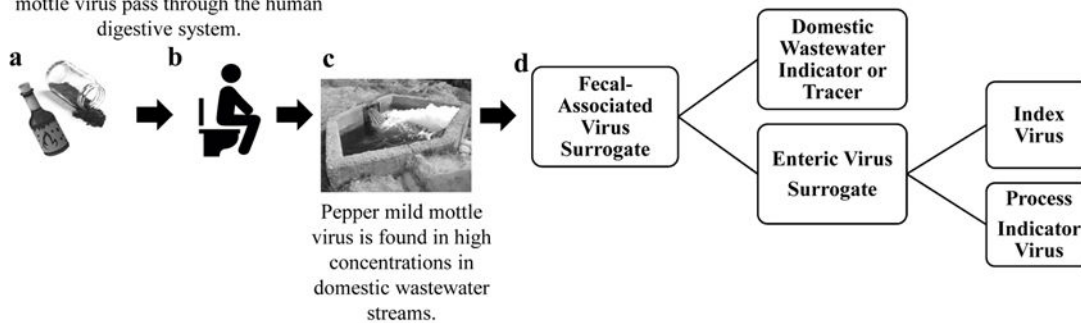 mottle virus pass through the human
digestive system.
a
b
c
d
Pepper mild mottle
virus is found in high
concentrations in
domestic wastewater
streams.
Fecal-
Associated
Virus
Surrogate
Domestic
Wastewater
Indicator or
Tracer
Enteric Virus
Surrogate
Index
Virus
Process
Indicator
Virus